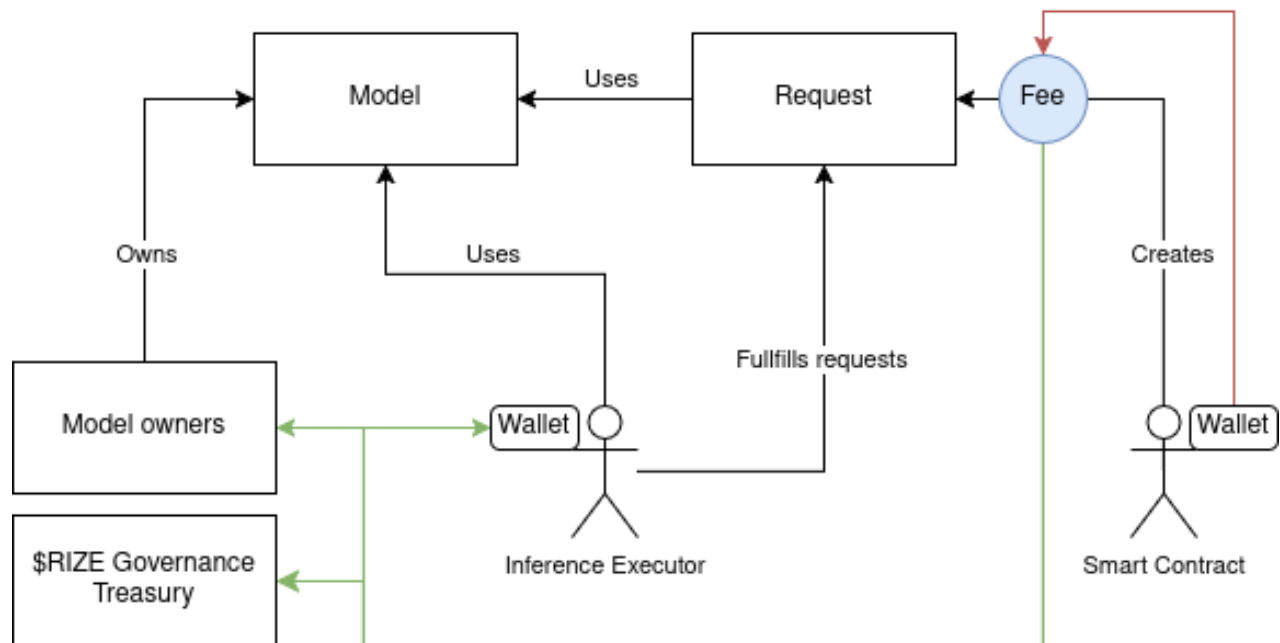 Model
Uses
Request
Fee
Owns
Uses
Creates
Fullfills requests
Model owners
Wallet
Wallet
$RIZE Governance
Treasury
Inference Executor
Smart Contract